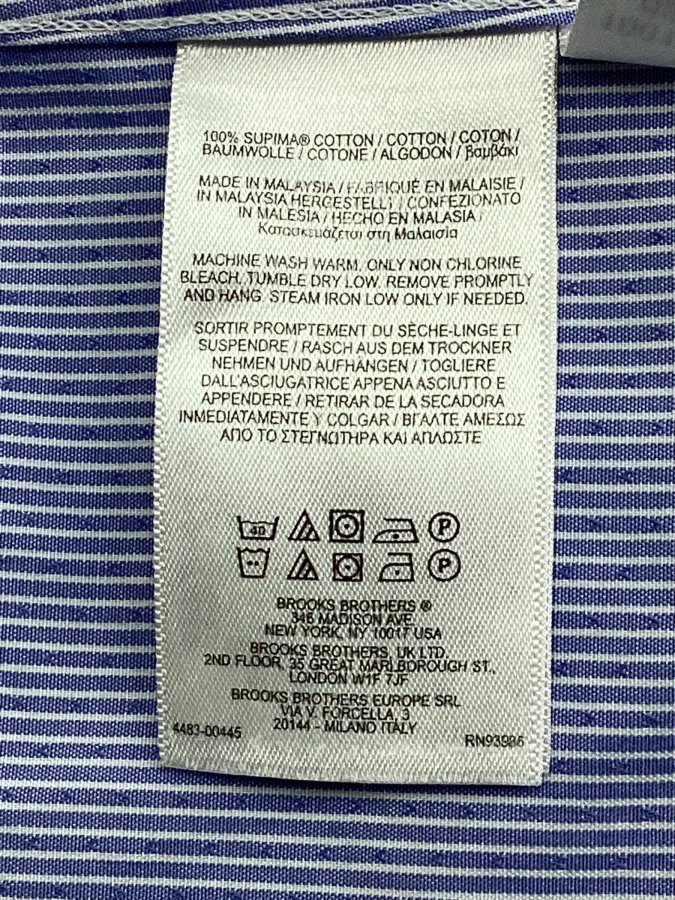 100% SUPIMA® COTTON / COTTON / COTON /
BAUMWOLLE / COTONE / ALGODON / βαμβάκι
MADE IN MALAYSIA / FABRIQUÉ EN MALAISIE /
IN MALAYSIA HERGESTELLT / CONFEZIONATO
IN MALESIA / HECHO EN MALASIA /
Κατασκευάζεται στη Μαλαισία
MACHINE WASH WARM, ONLY NON CHLORINE
BLEACH, TUMBLE DRY LOW. REMOVE PROMPTLY
AND HANG. STEAM IRON LOW ONLY IF NEEDED.
SORTIR PROMPTEMENT DU SÈCHE-LINGE ET
SUSPENDRE / RASCH AUS DEM TROCKNER
NEHMEN UND AUFHÄNGEN / TOGLIERE
DALL'ASCIUGATRICE APPENA ASCIUTTO E
APPENDERE / RETIRAR DE LA SECADORA
INMEDIATAMENTE Y COLGAR / ΒΓΑΛΤΕ ΑΜΕΣΩΣ
ΑΠΟ ΤΟ ΣΤΕΓΝΩΤΗΡΑ ΚΑΙ ΑΠΛΩΣΤΕ
40 P
P
BROOKS BROTHERS ®
346 MADISON AVE.
NEW YORK, NY 10017 USA
BROOKS BROTHERS, UK LTD.
2ND FLOOR, 35 GREAT MARLBOROUGH ST.,
LONDON W1F 7JF
BROOKS BROTHERS EUROPE SRL
VIA V. FORCELLA, 3
20144 - MILANO ITALY
4483-00445